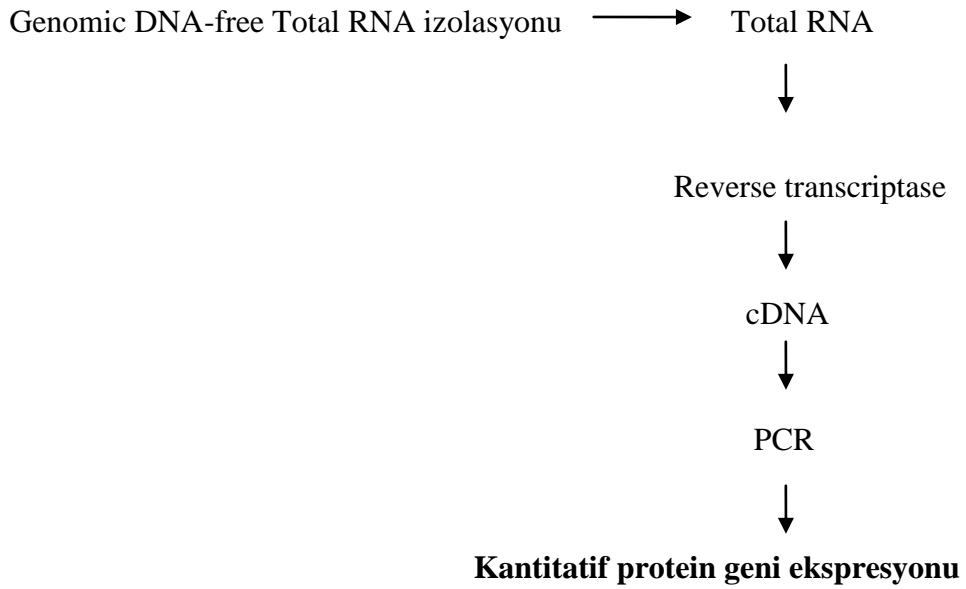 Genomic DNA-free Total RNA izolasyonu Total RNA
Reverse transcriptase
cDNA
PCR
Kantitatif protein geni ekspresyonu